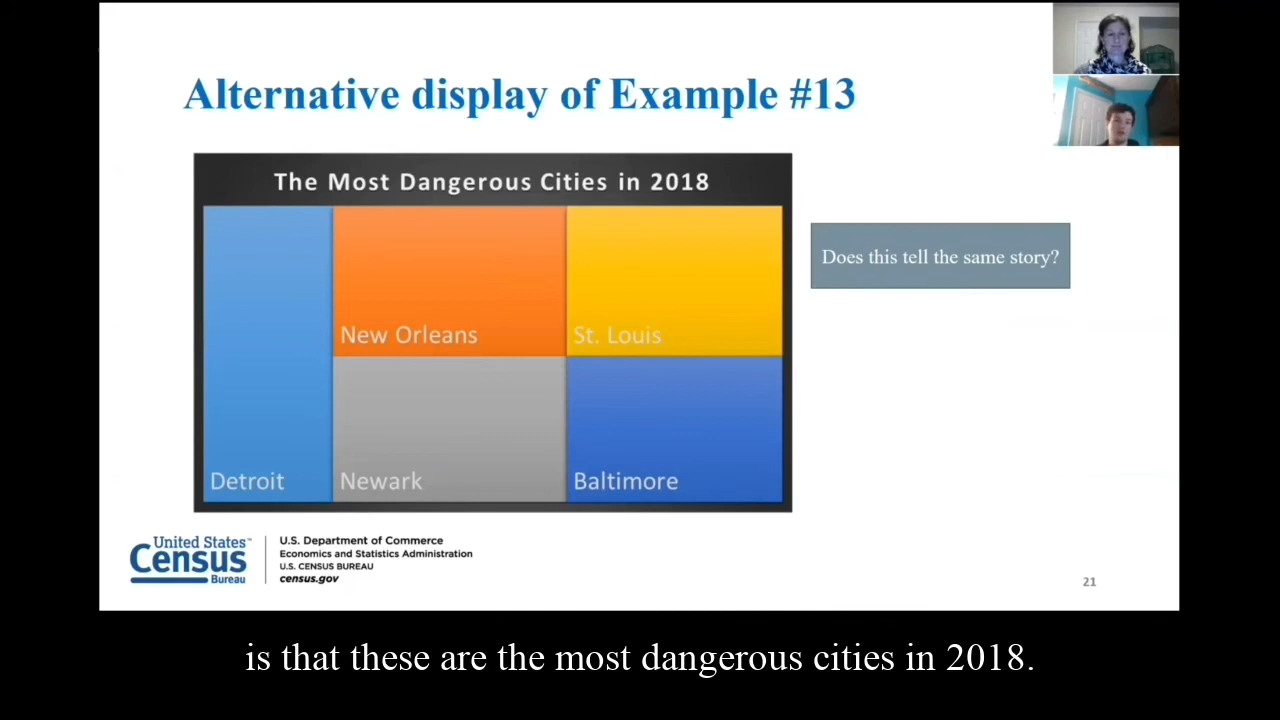 Alternative display of Example #13
The Most Dangerous Cities in 2018
Does this tell the same story?
New Orleans
St. Louis
Detroit
Newark
Baltimore
United States™
Census
Bureau
U.S. Department of Commerce
Economics and Statistics Administration
U.S. CENSUS BUREAU
census.gov
21
is that these are the most dangerous cities in 2018.